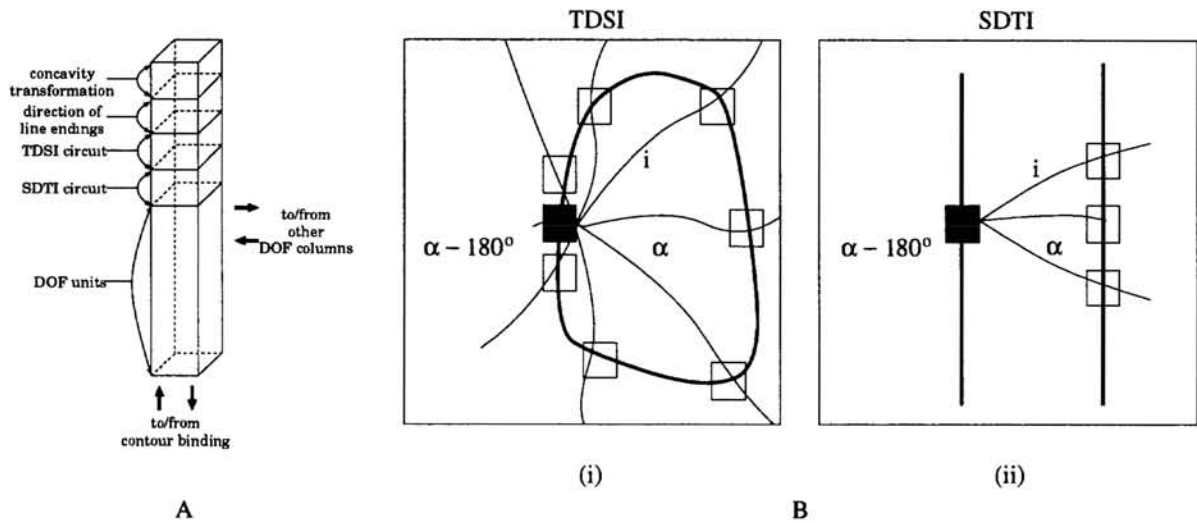 concavity
transformation
direction of
line endings
TDSI circuit
SDTI circuit
DOF units
to/from
other
DOF columns
to/from
contour binding
A
TDSI
i
α – 180°
α
(i)
SDTI
i
α – 180°
α
(ii)
B